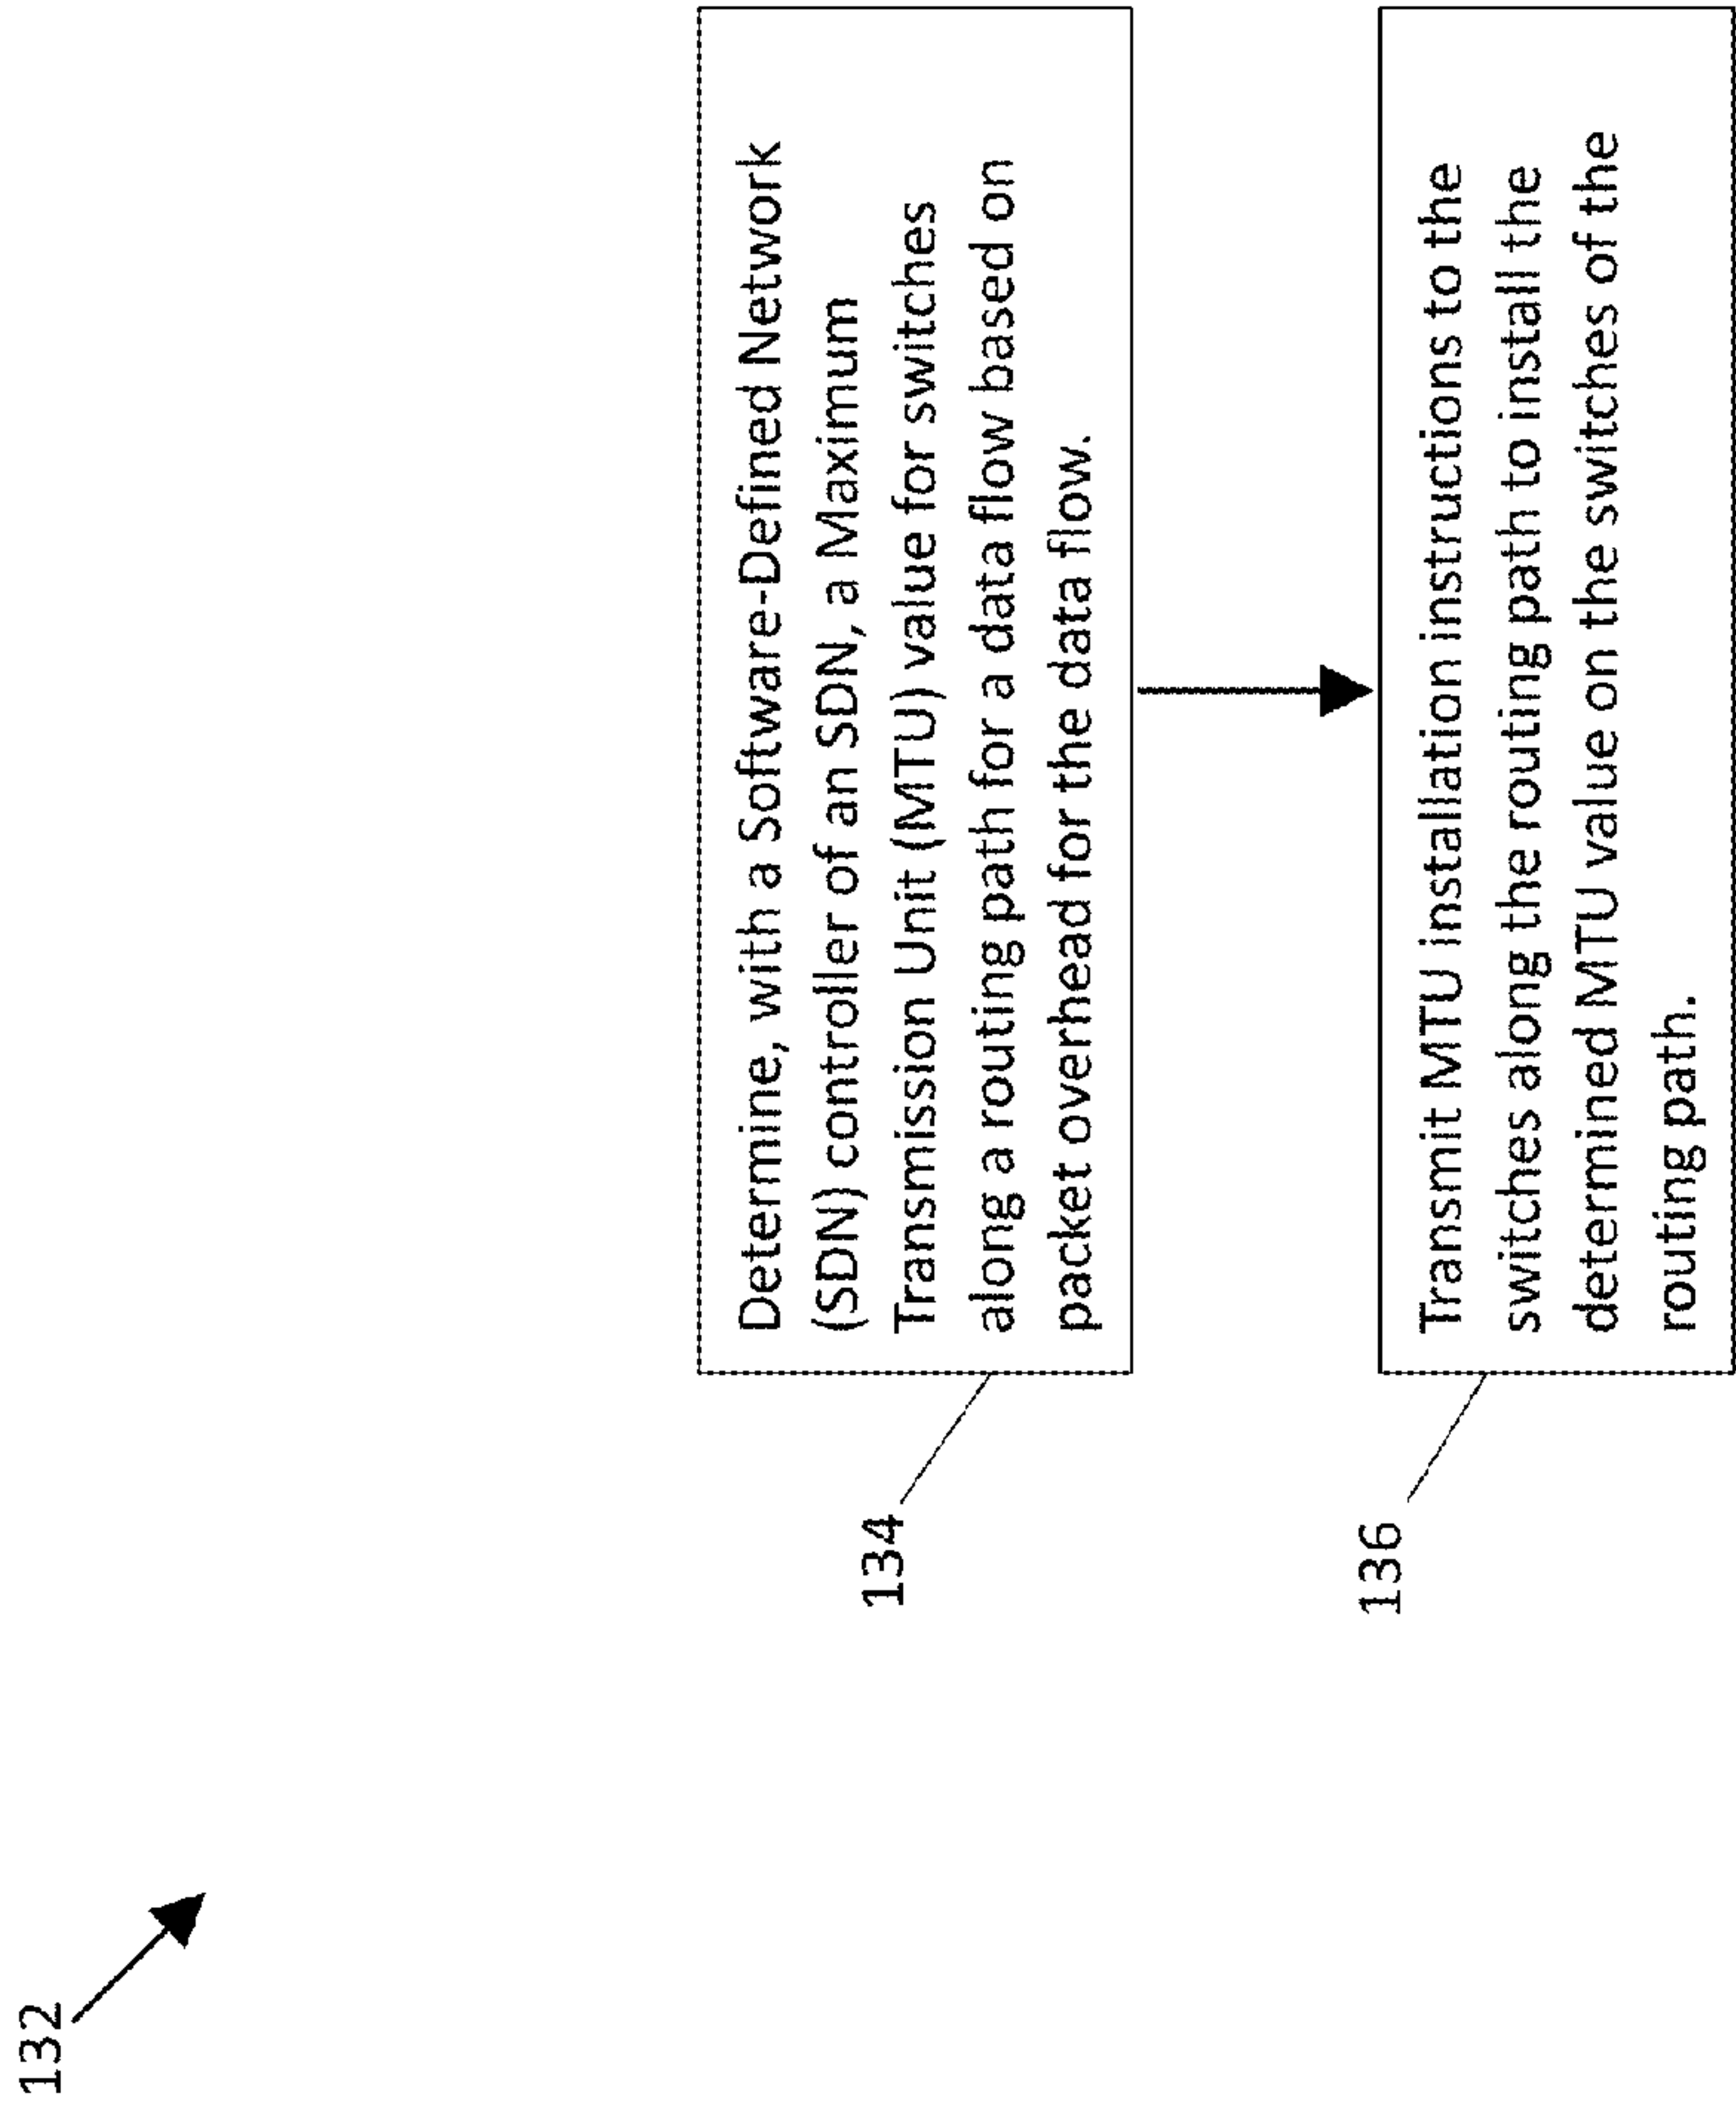 132
134
Determine, with a Software-Defined Network
(SDN) controller of an SDN, a Maximum
Transmission Unit (MTU) value for switches
along a routing path for a data flow based on
packet overhead for the data flow.
136
Transmit MTU installation instructions to the
switches along the routing path to install the
determined MTU value on the switches of the
routing path.